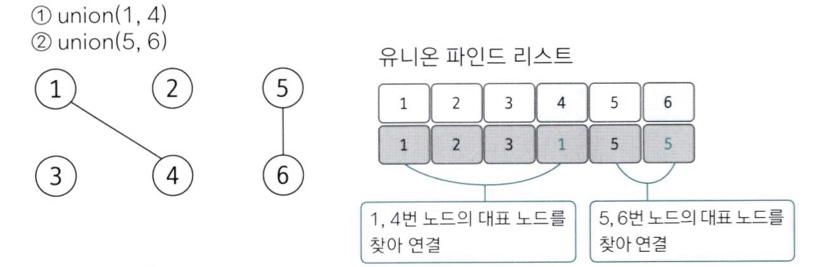 ① union(1, 4)
② union(5, 6)
1 2 5
3 4 6
유니온 파인드 리스트
1 2 3 4 5 6
1 2 3 1 5 5
1, 4번 노드의 대표 노드를
찾아 연결
5, 6번 노드의 대표 노드를
찾아 연결